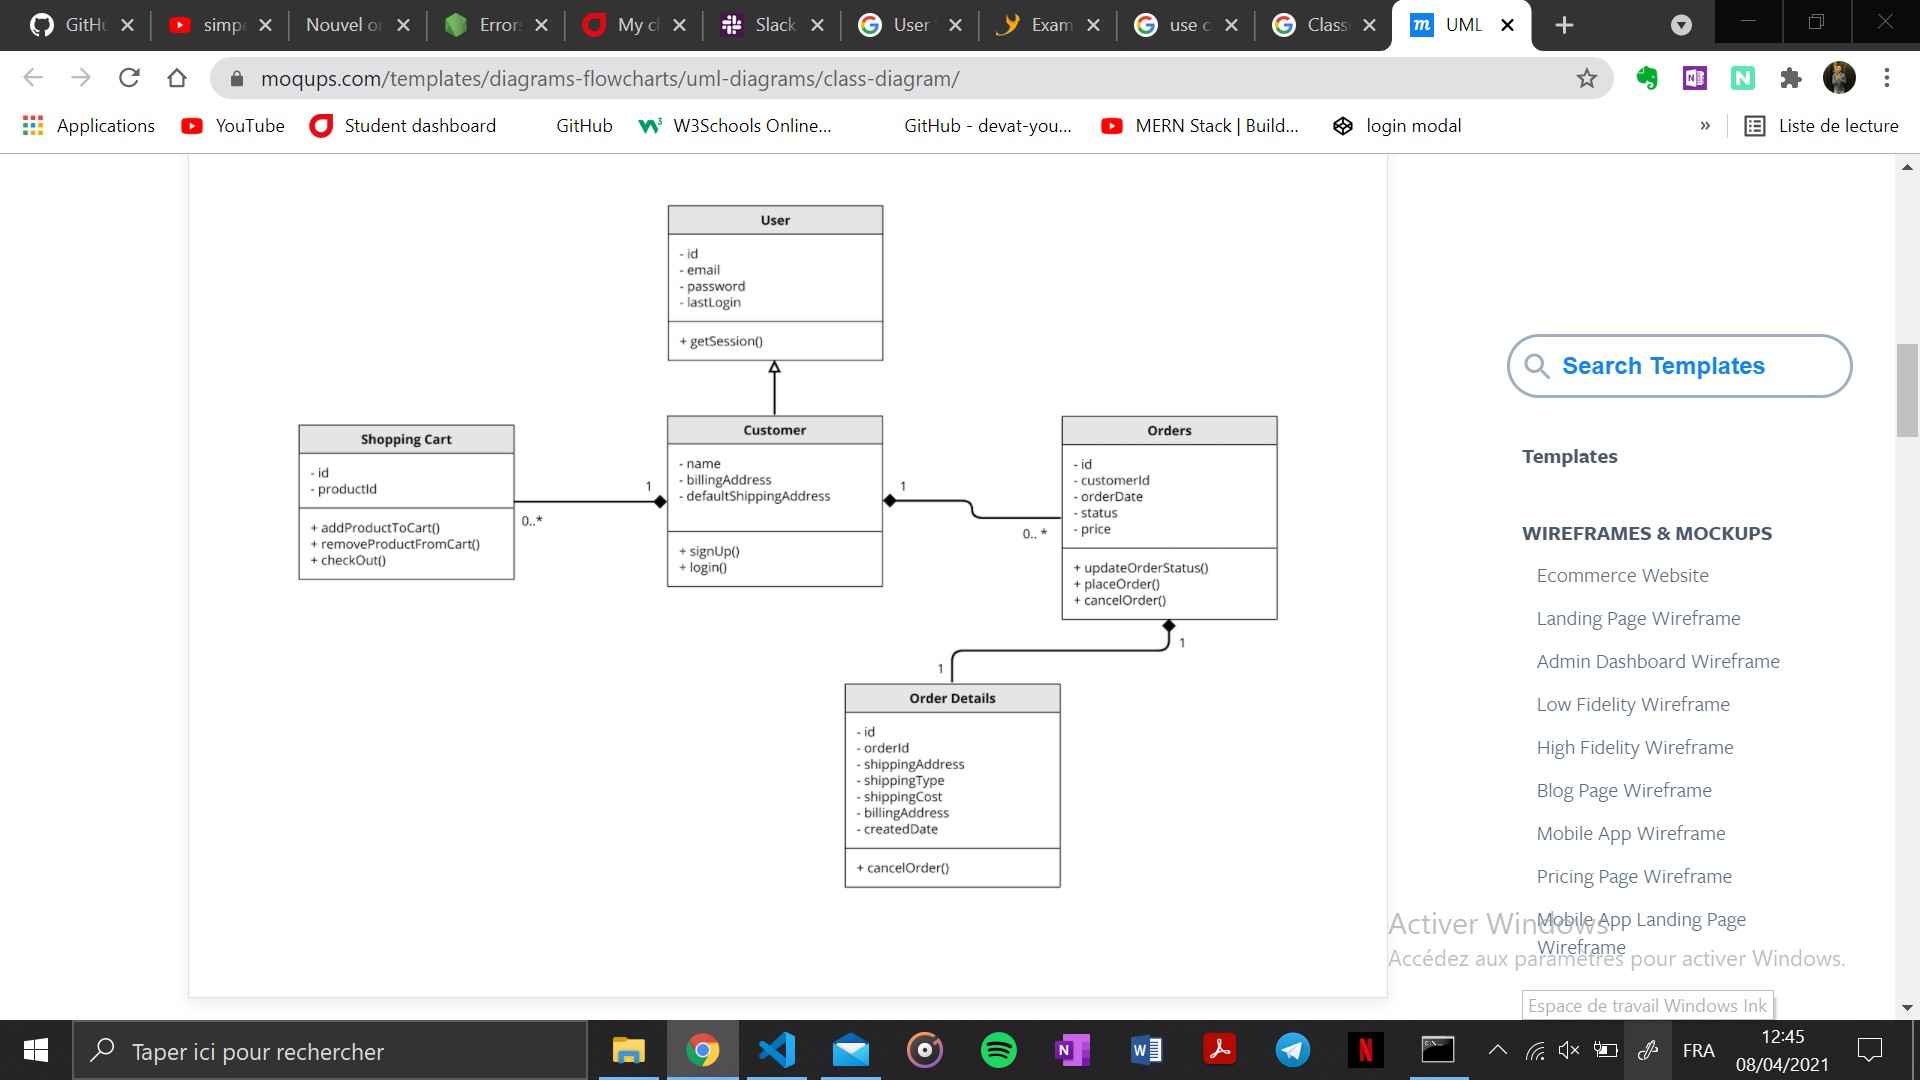 GitHu
simpe
Nouvel or
Error:
My cl
Slack
User
Exam
use c
Class
UML
moqups.com/templates/diagrams-flowcharts/uml-diagrams/class-diagram/
Applications
YouTube
Student dashboard
GitHub
W3Schools Online...
GitHub - devat-you...
MERN Stack | Build...
login modal
»
Liste de lecture
User
- id
- email
- password
- lastLogin
+ getSession()
Shopping Cart
- id
- productId
+ addProductToCart()
+ removeProductFromCart()
+ checkOut()
0..*
1
Customer
- name
- billingAddress
- defaultShippingAddress
+ signUp()
+ login()
1
0.. *
Orders
- id
- customerId
- orderDate
- status
- price
+ updateOrderStatus()
+ placeOrder()
+ cancelOrder()
1
1
Order Details
- id
- orderId
- shippingAddress
- shippingType
- shippingCost
- billingAddress
- createdDate
+ cancelOrder()
Search Templates
Templates
WIREFRAMES & MOCKUPS
Ecommerce Website
Landing Page Wireframe
Admin Dashboard Wireframe
Low Fidelity Wireframe
High Fidelity Wireframe
Blog Page Wireframe
Mobile App Wireframe
Pricing Page Wireframe
Mobile App Landing Page
Wireframe
Activer Windows
Accédez aux paramètres pour activer Windows.
Espace de travail Windows Ink
Taper ici pour rechercher
FRA
12:45
08/04/2021